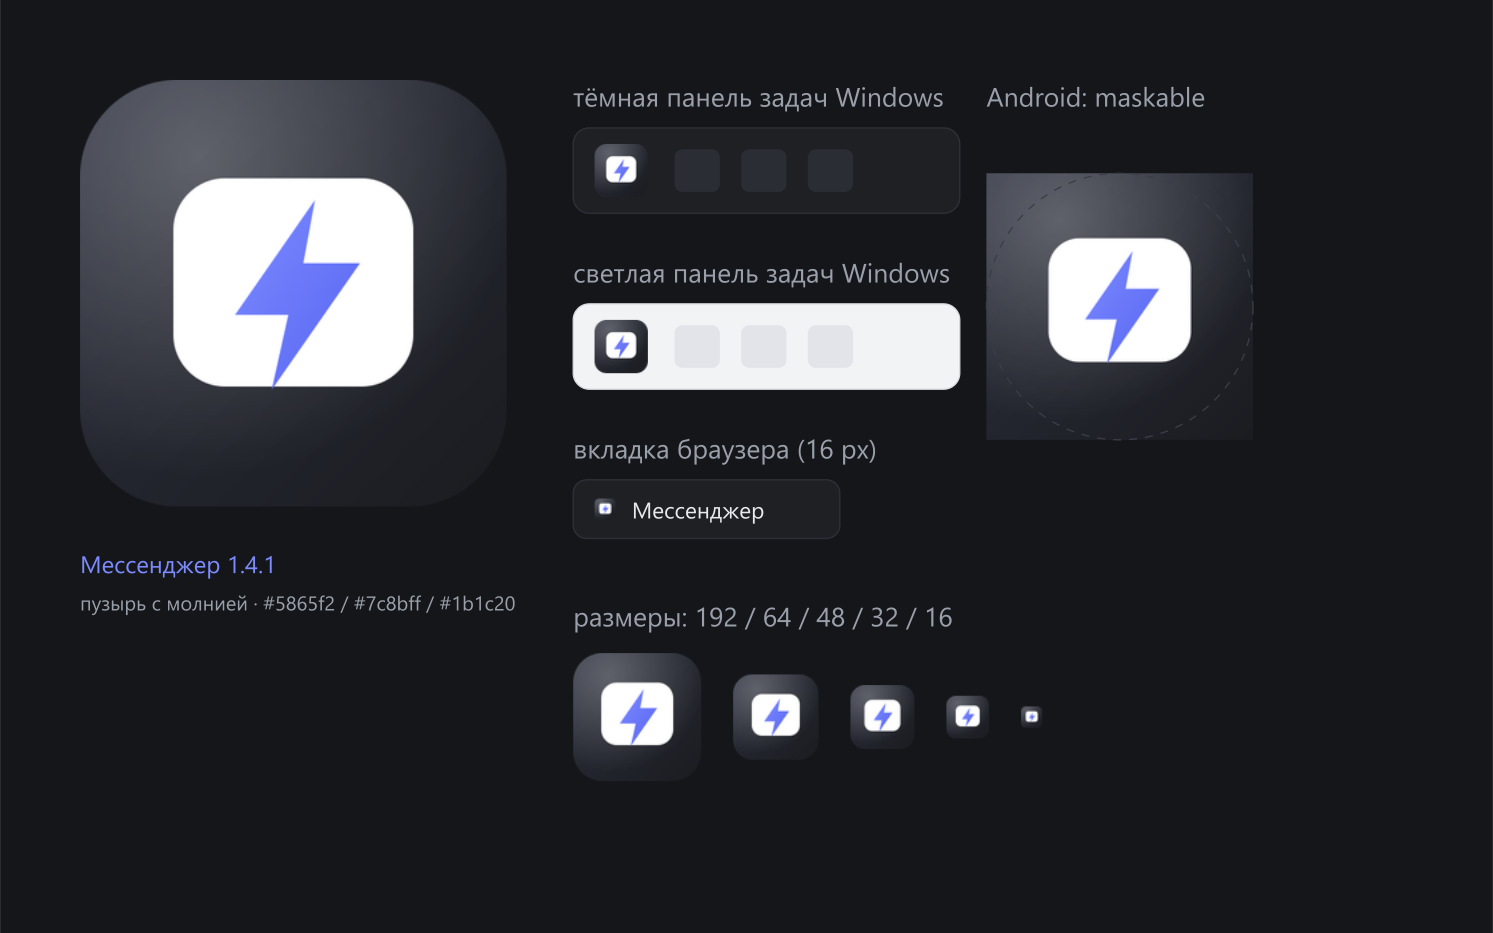 тёмная панель задач Windows
Android: maskable
светлая панель задач Windows
вкладка браузера (16 px)
Мессенджер
Мессенджер 1.4.1
пузырь с молнией · #5865f2 / #7c8bff / #1b1c20
размеры: 192 / 64 / 48 / 32 / 16